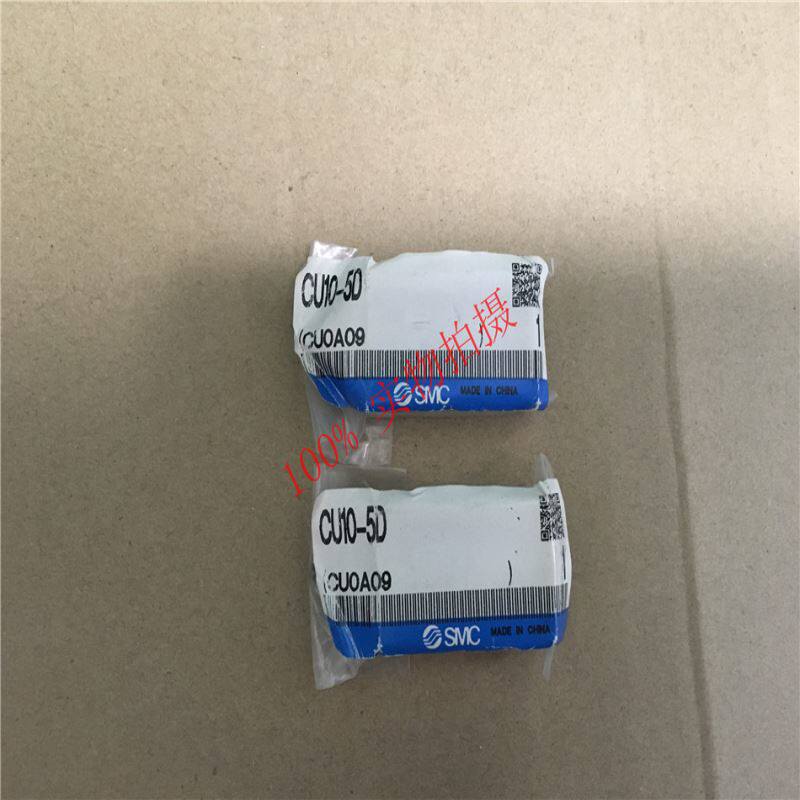 CU10-5D
(CU0A09 )
1
SMC MADE IN CHINA
100% 实物拍摄
CU10-5D
(CU0A09 )
1
SMC MADE IN CHINA